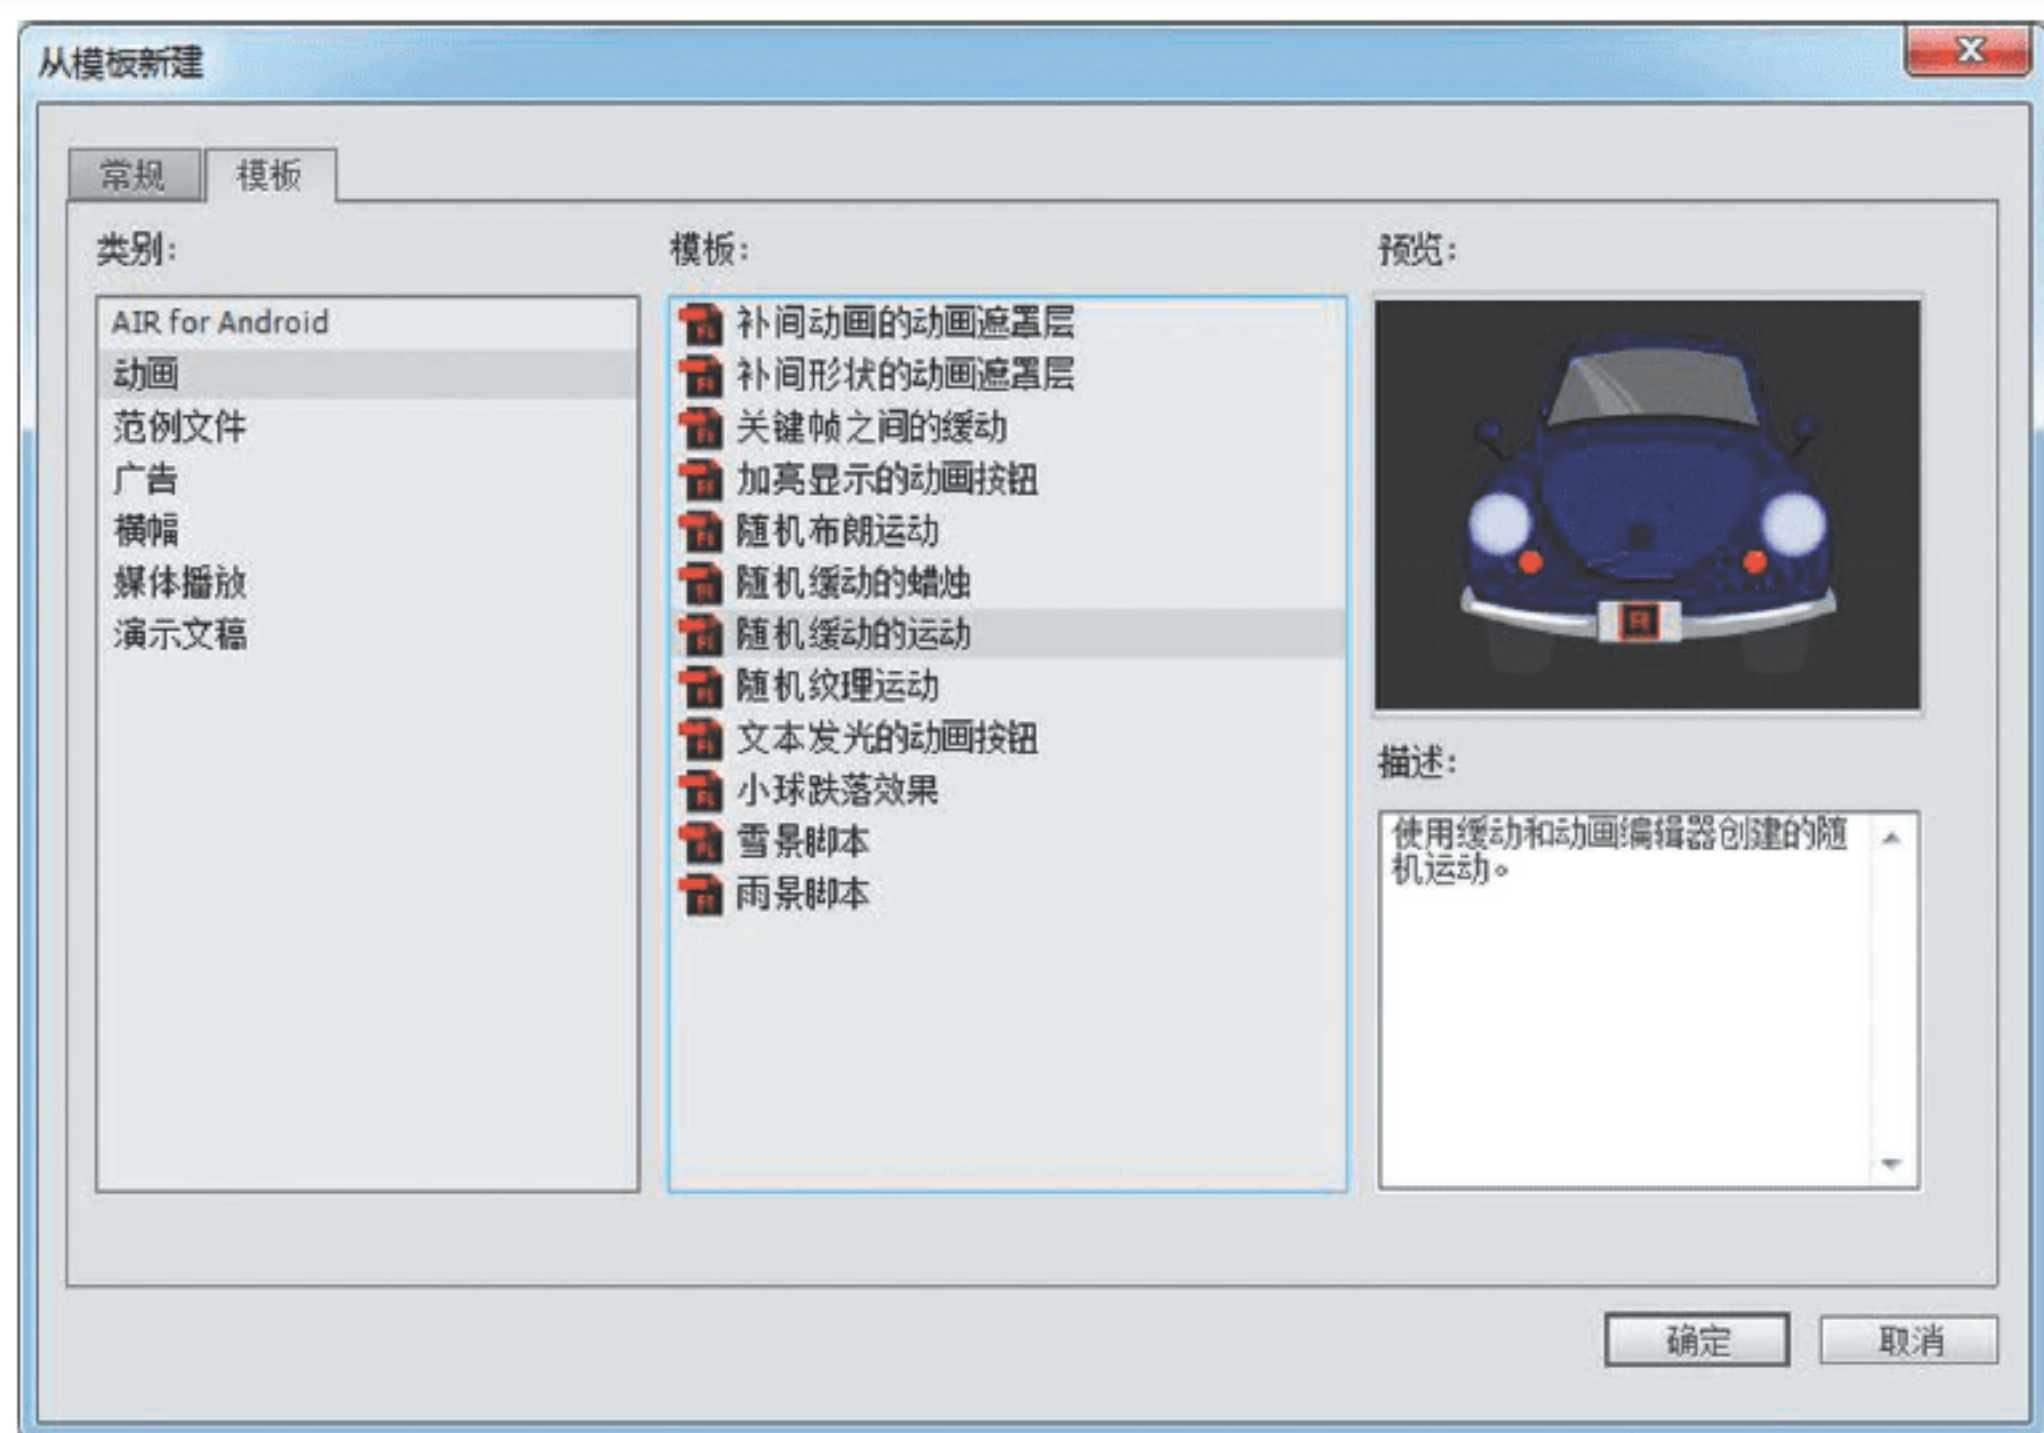 从模板新建
常规
模板
类别：
AIR for Android
动画
范例文件
广告
横幅
媒体播放
演示文稿
模板：
补间动画的动画遮罩层
补间形状的动画遮罩层
关键帧之间的缓动
加亮显示的动画按钮
随机布朗运动
随机缓动的蜡烛
随机缓动的运动
随机纹理运动
文本发光的动画按钮
小球跌落效果
雪景脚本
雨景脚本
预览：
描述：
使用缓动和动画编辑器创建的随
机运动。
确定
取消